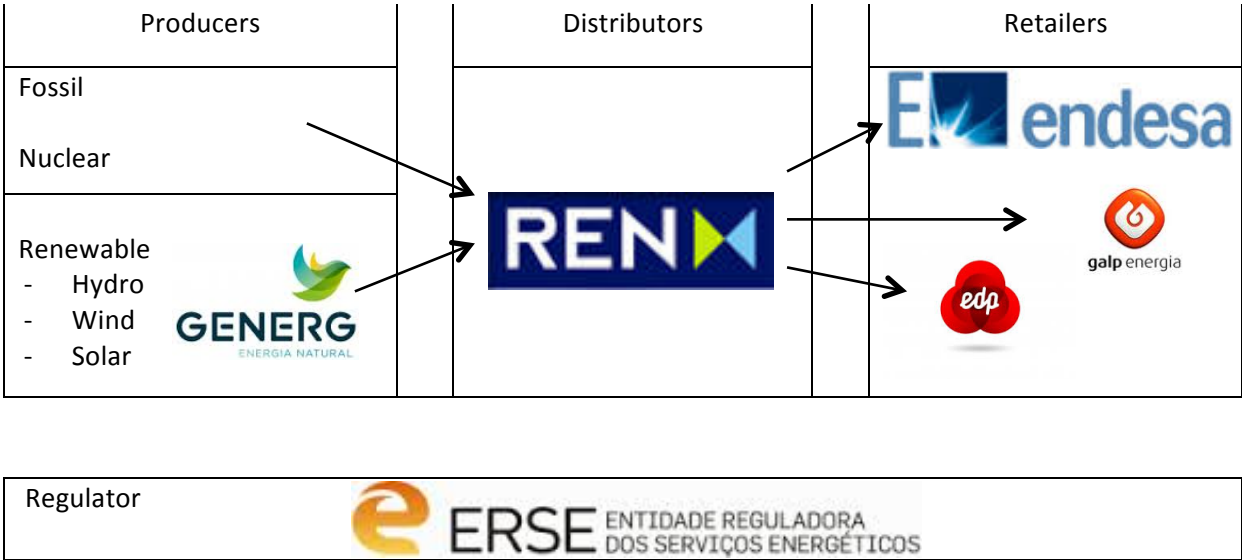 Producers
Distributors
Retailers
Fossil
Nuclear
Renewable
- Hydro
- Wind
- Solar
GENERG
ENERGIA NATURAL
REN
E endesa
galp energia
edp
Regulator
e ERSE ENTIDADE REGULADORA
DOS SERVIÇOS ENERGÉTICOS